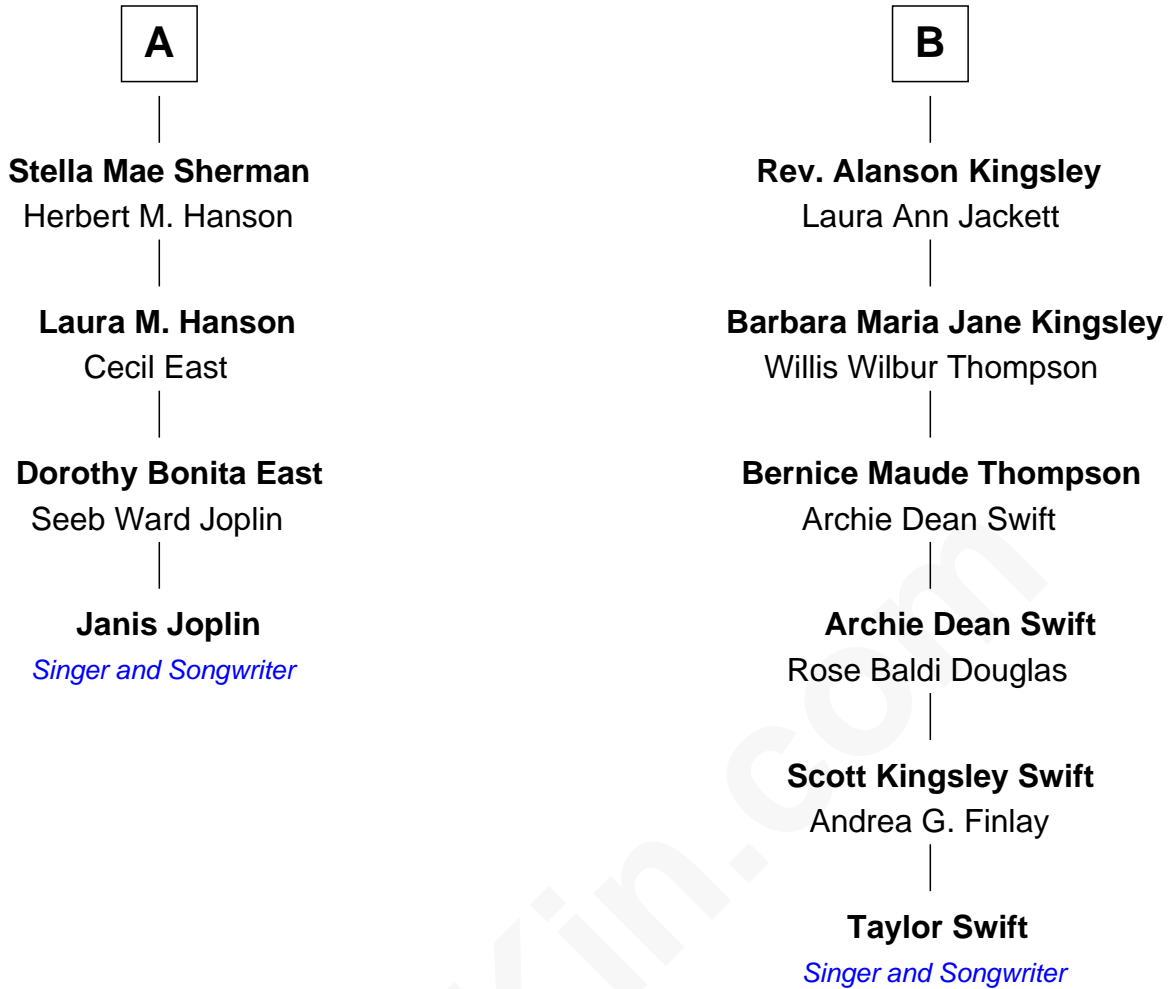 A
Stella Mae Sherman
Herbert M. Hanson
Laura M. Hanson
Cecil East
Dorothy Bonita East
Seeb Ward Joplin
Janis Joplin
Singer and Songwriter
B
Rev. Alanson Kingsley
Laura Ann Jackett
Barbara Maria Jane Kingsley
Willis Wilbur Thompson
Bernice Maude Thompson
Archie Dean Swift
Archie Dean Swift
Rose Baldi Douglas
Scott Kingsley Swift
Andrea G. Finlay
Taylor Swift
Singer and Songwriter
Kin.com